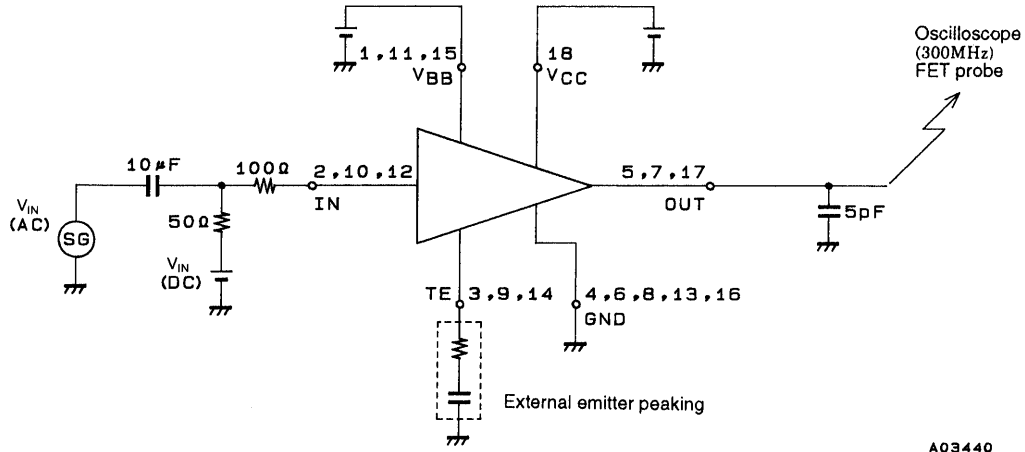 Oscilloscope
(300MHz)
FET probe
1,11,15
VBB
18
VCC
10μF
100Ω
2,10,12
IN
5,7,17
OUT
VIN
(AC)
SG
50Ω
5pF
VIN
(DC)
TE
3,9,14
4,6,8,13,16
GND
External emitter peaking
A03440